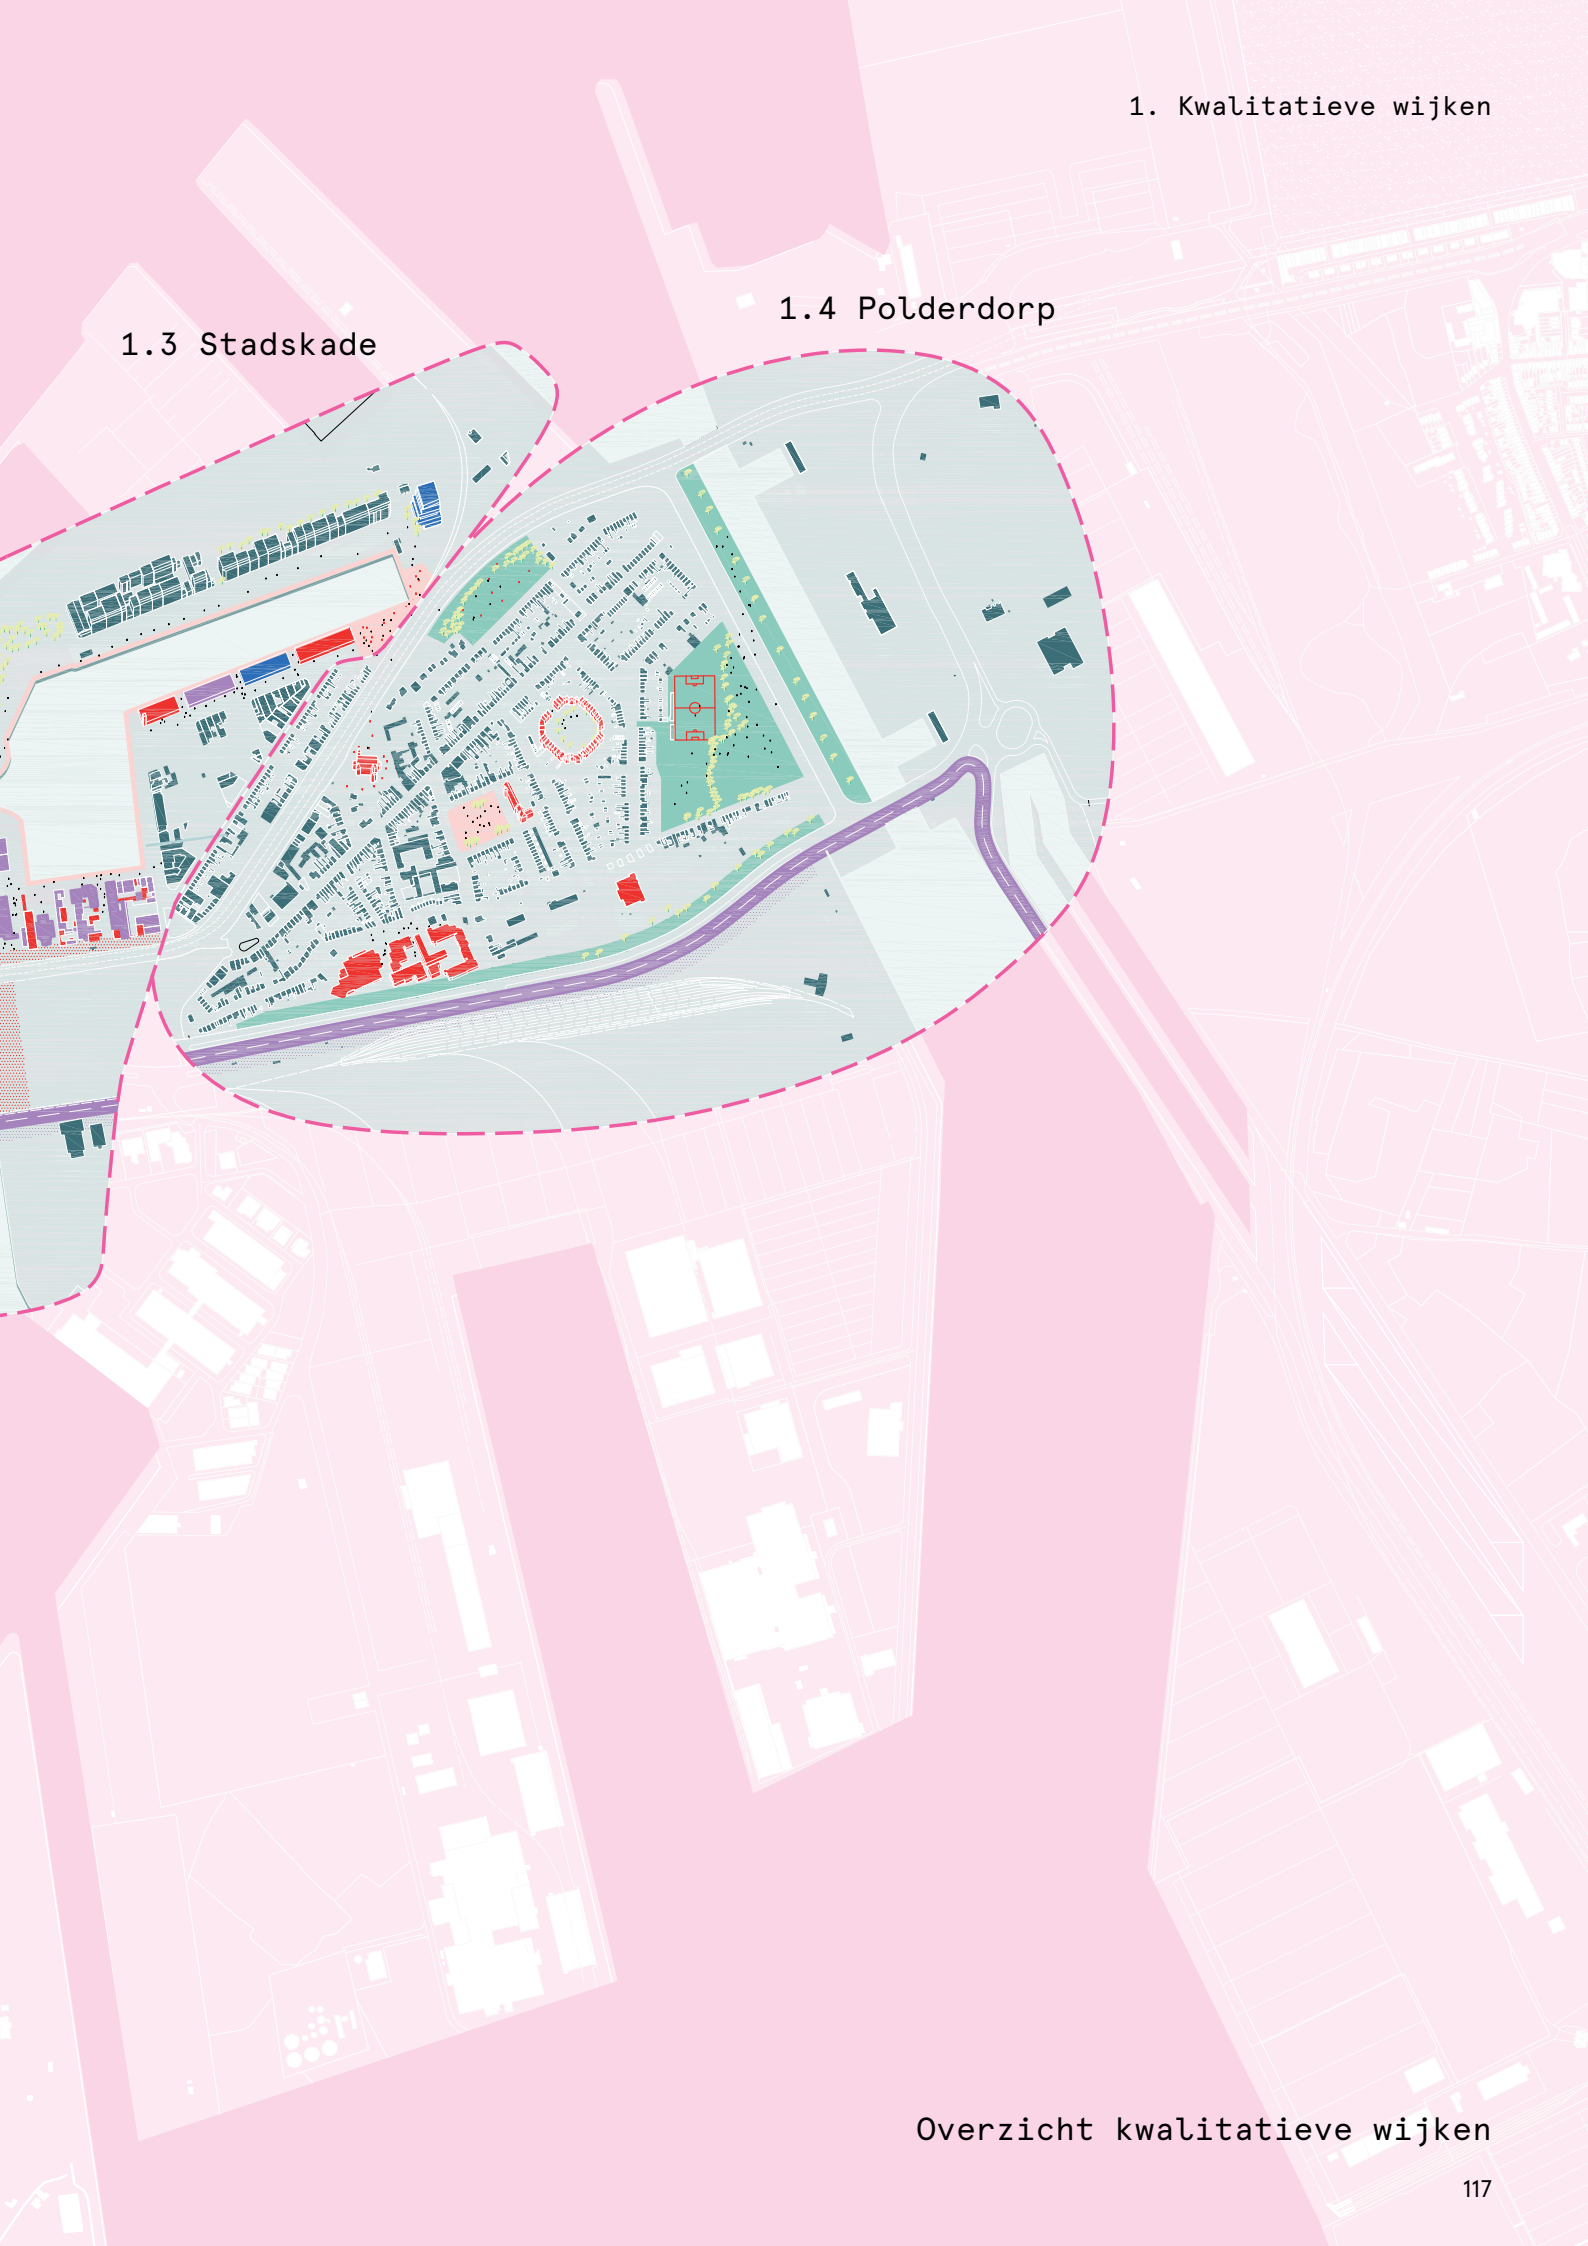 1. Kwalitatieve wijken
1.4 Polderdorp
1.3 Stadskade
Overzicht kwalitatieve wijken
117